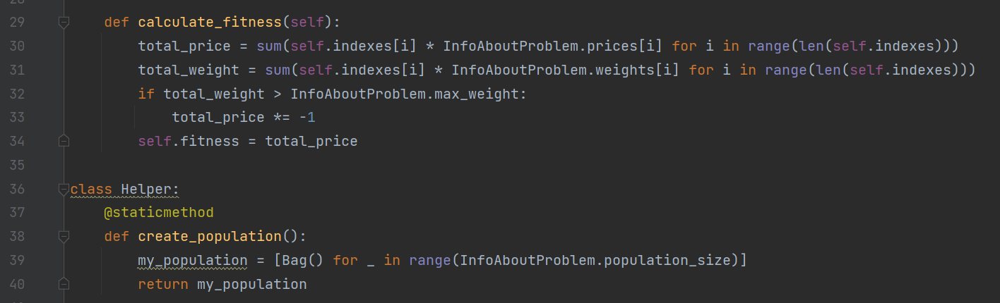 29 def calculate_fitness(self):
30 total_price = sum(self.indexes[i] * InfoAboutProblem.prices[i] for i in range(len(self.indexes)))
31 total_weight = sum(self.indexes[i] * InfoAboutProblem.weights[i] for i in range(len(self.indexes)))
32 if total_weight > InfoAboutProblem.max_weight:
33 total_price *= -1
34 self.fitness = total_price
35
36 class Helper:
37 @staticmethod
38 def create_population():
39 my_population = [Bag() for _ in range(InfoAboutProblem.population_size)]
40 return my_population